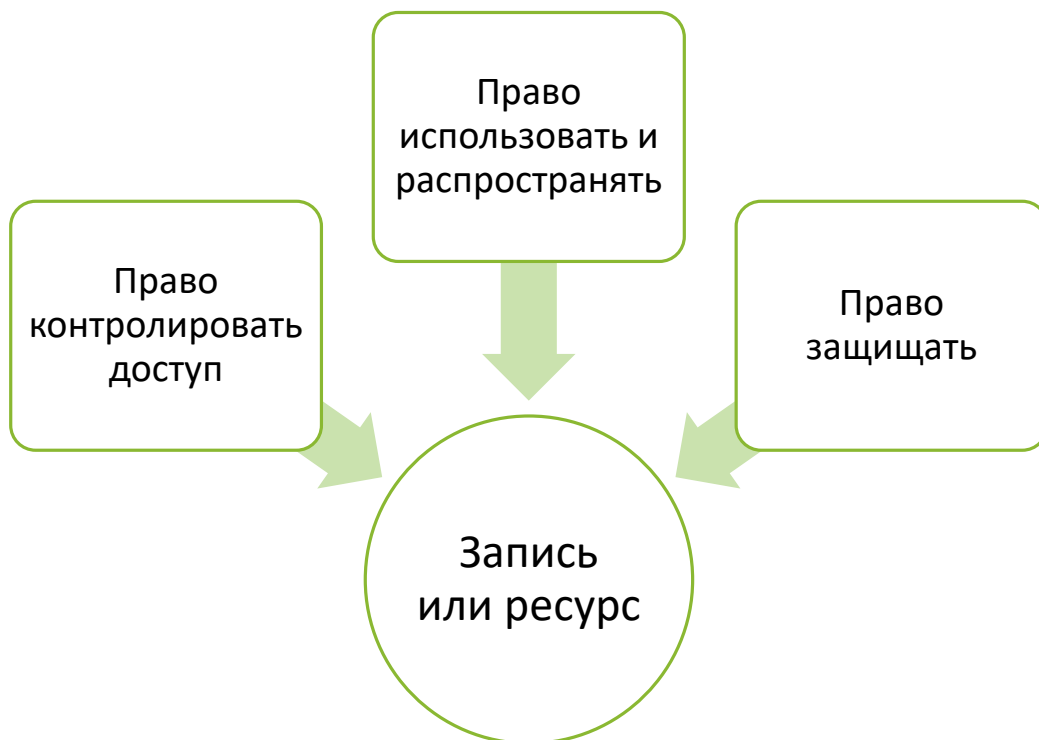 Право
использовать и
распространять
Право
контролировать
доступ
Право
защищать
Запись
или ресурс